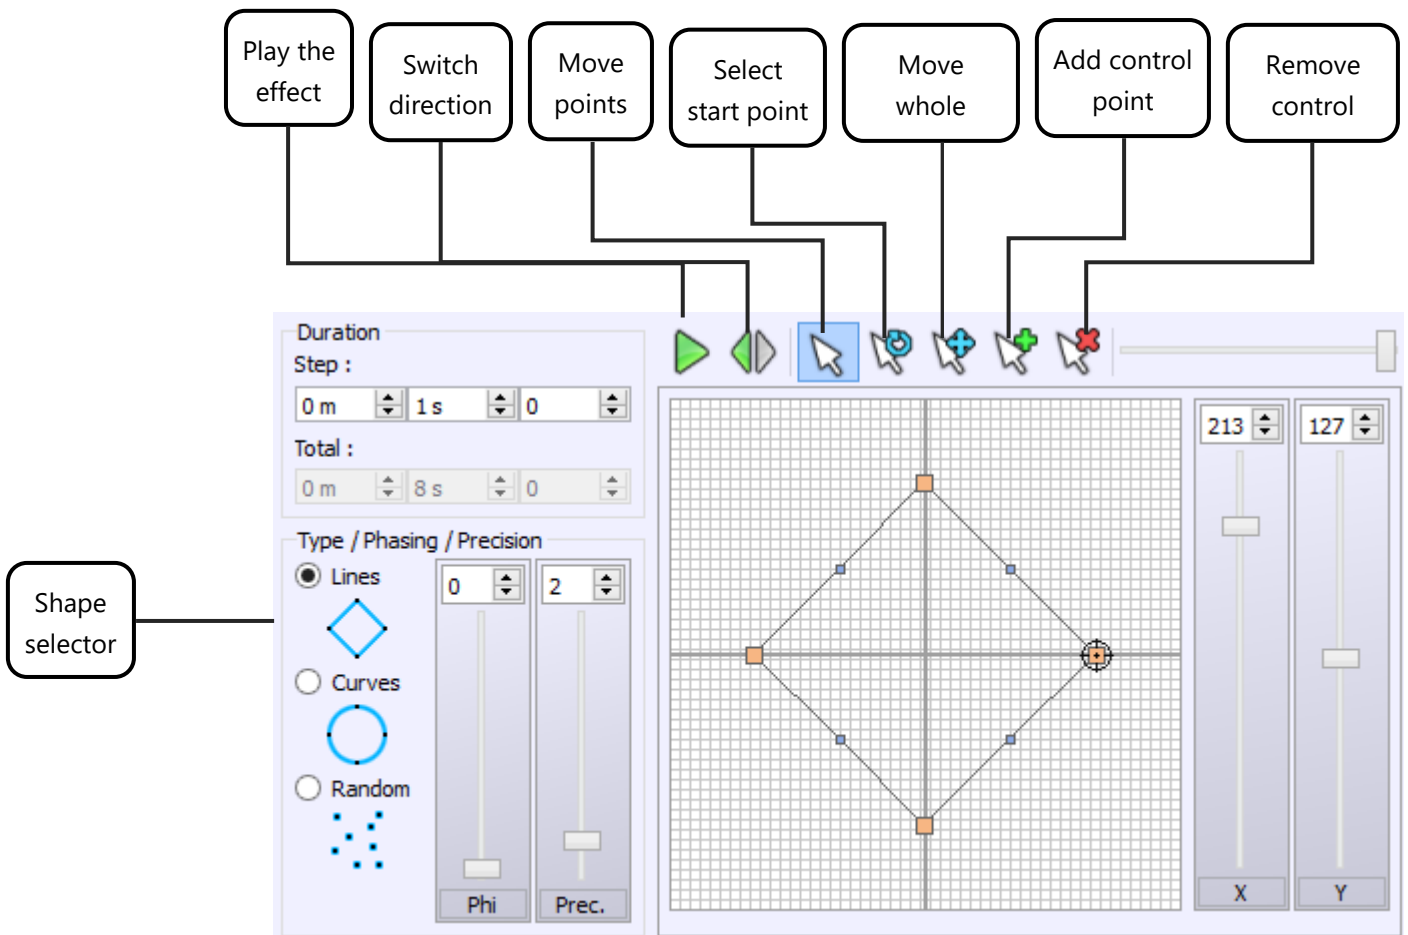 Play the
effect
Switch
direction
Move
points
Select
start point
Move
whole
Add control
point
Remove
control
Shape
selector
Duration
Step :
0 m
1 s
0
Total :
0 m
8 s
0
Type / Phasing / Precision
Lines
Curves
Random
0
2
Phi
Prec.
213
127
X
Y